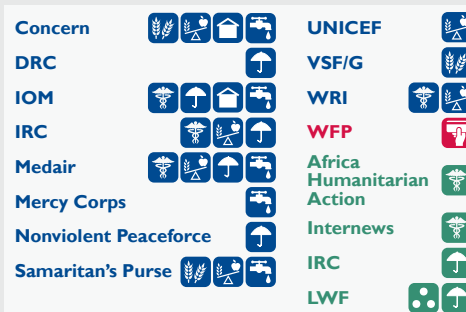 Concern
DRC
IOM
IRC
Medair
Mercy Corps
Nonviolent Peaceforce
Samaritan's Purse
UNICEF
VSF/G
WRI
WFP
Africa
Humanitarian
Action
Internews
IRC
LWF